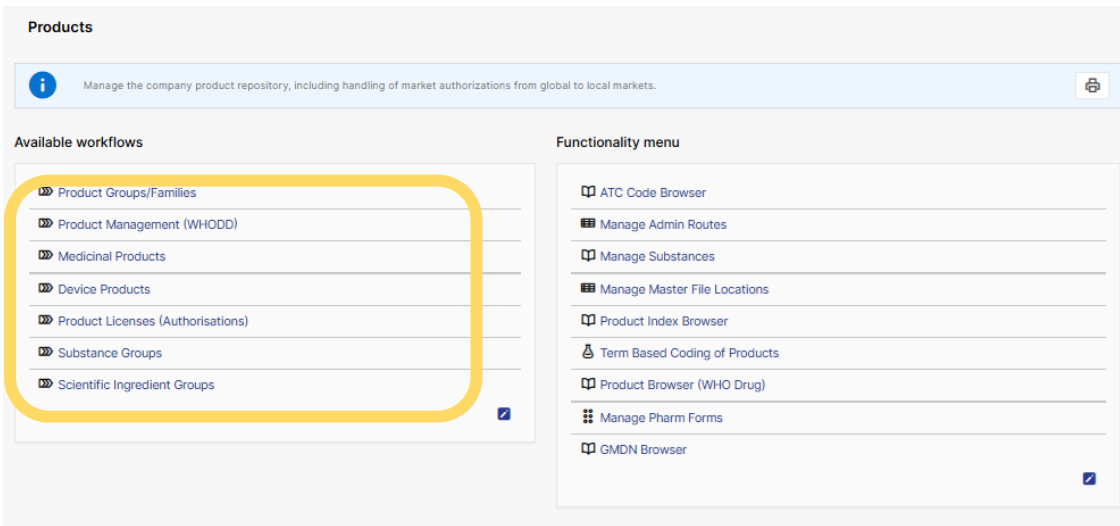 Products
Manage the company product repository, including handling of market authorizations from global to local markets.
Available workflows
Product Groups/Families
Product Management (WHODD)
Medicinal Products
Device Products
Product Licenses (Authorisations)
Substance Groups
Scientific Ingredient Groups
Functionality menu
ATC Code Browser
Manage Admin Routes
Manage Substances
Manage Master File Locations
Product Index Browser
Term Based Coding of Products
Product Browser (WHO Drug)
Manage Pharm Forms
GMDN Browser